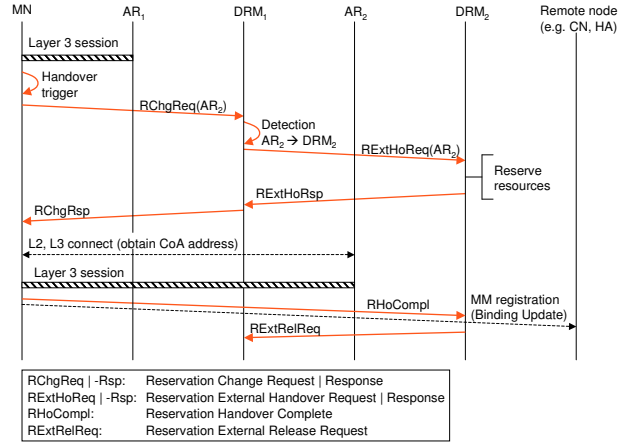 MN AR₁ DRM₁ AR₂ DRM₂ Remote node
(e.g. CN, HA)
Layer 3 session
Handover
trigger
RChgReq(AR₂)
Detection
AR₂ → DRM₂
RExtHoReq(AR₂)
Reserve
resources
RExtHoRsp
RChgRsp
L2, L3 connect (obtain CoA address)
Layer 3 session
RHoCompl
MM registration
(Binding Update)
RExtRelReq
RChgReq | -Rsp: Reservation Change Request | Response
RExtHoReq | -Rsp: Reservation External Handover Request | Response
RHoCompl: Reservation Handover Complete
RExtRelReq: Reservation External Release Request